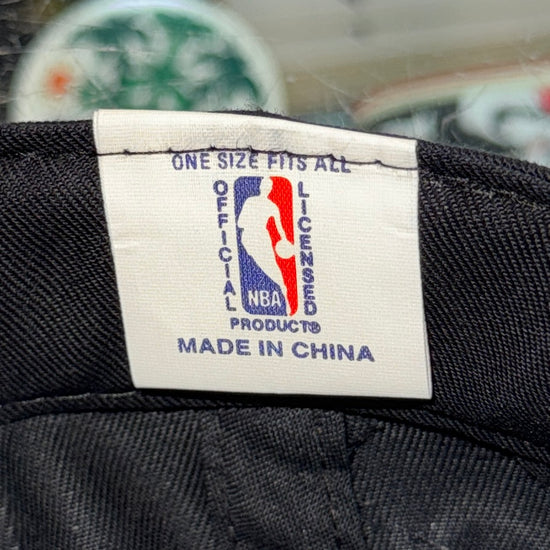 ONE SIZE FITS ALL
OFFICIAL
LICENSED
NBA
PRODUCT®
MADE IN CHINA